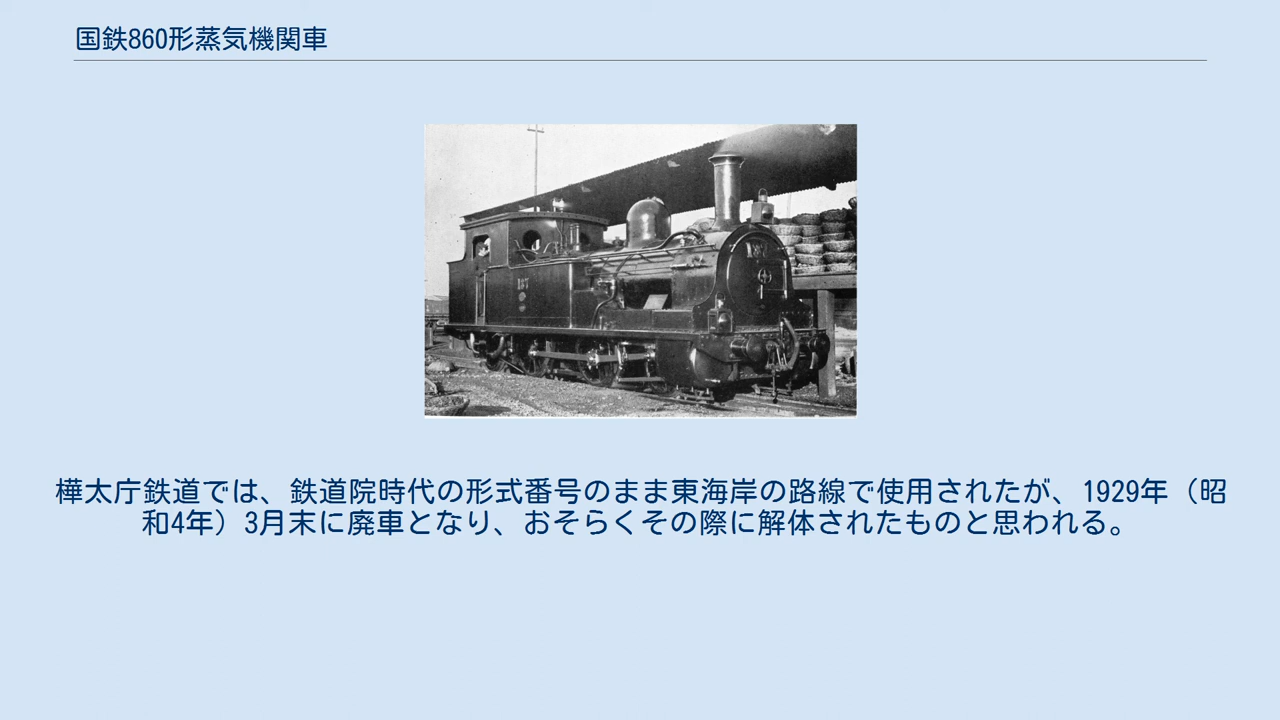 国鉄860形蒸気機関車
137
樺太庁鉄道では、鉄道院時代の形式番号のまま東海岸の路線で使用されたが、1929年（昭
和4年）3月末に廃車となり、おそらくその際に解体されたものと思われる。